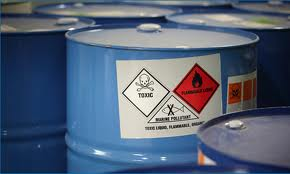 TOXIC
FLAMMABLE LIQUID
MARINE POLLUTANT
TOXIC LIQUID, FLAMMABLE, ORGANIC